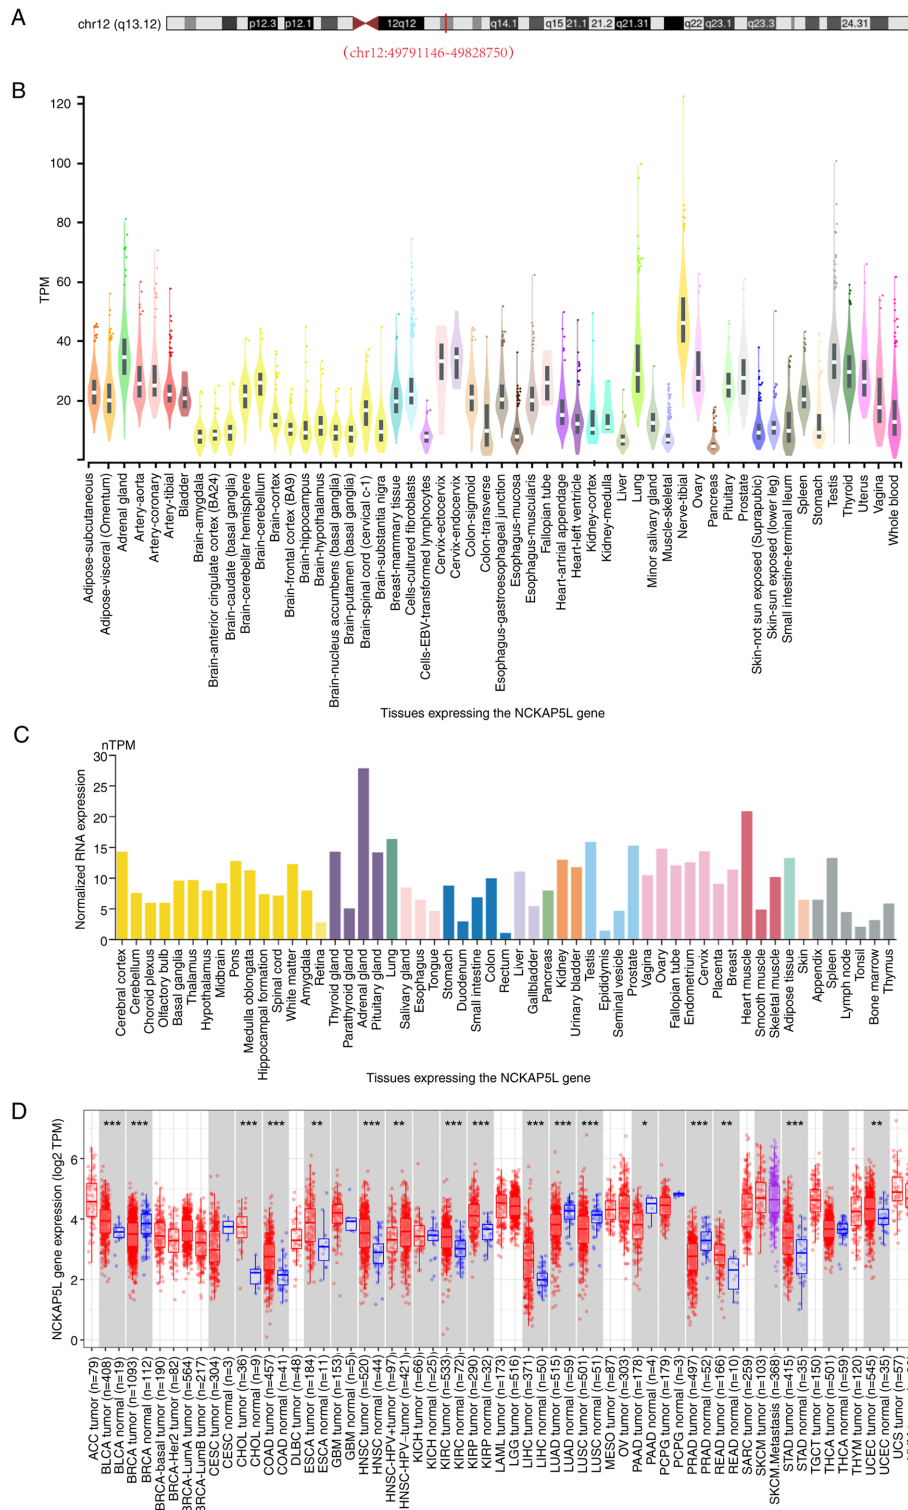 A
chr12 (q13.12)
p12.3 p12.1 12q12 q14.1 q15 21.1 21.2 q21.31 q22 q23.1 q23.3 24.31
(chr12:49791146-49828750)
B
TPM
120
100
80
60
40
20
Adipose-subcutaneous
Adipose-visceral (Omentum)
Adrenal gland
Artery-aorta
Artery-coronary
Artery-tibial
Bladder
Brain-amygdala
Brain-anterior cingulate cortex (BA24)
Brain-caudate (basal ganglia)
Brain-cerebellar hemisphere
Brain-cerebellum
Brain-cortex
Brain-frontal cortex (BA9)
Brain-hippocampus
Brain-hypothalamus
Brain-nucleus accumbens (basal ganglia)
Brain-putamen (basal ganglia)
Brain-spinal cord (cervical c-1)
Brain-substantia nigra
Breast-mammary tissue
Cells-cultured fibroblasts
Cells-EBV-transformed lymphocytes
Cervix-ectocervix
Cervix-endocervix
Colon-sigmoid
Colon-transverse
Esophagus-gastroesophageal junction
Esophagus-mucosa
Esophagus-muscularis
Fallopian tube
Heart-artrial appendage
Heart-left ventricle
Kidney-cortex
Kidney-medulla
Liver
Lung
Minor salivary gland
Muscle-skeletal
Nerve-tibial
Ovary
Pancreas
Pituitary
Prostate
Skin-not sun exposed (Suprapubic)
Skin-sun exposed (lower leg)
Small intestine-terminal Ileum
Spleen
Stomach
Testis
Thyroid
Uterus
Vagina
Whole blood
Tissues expressing the NCKAP5L gene
C
nTPM
Normalized RNA expression
30
25
20
15
10
5
0
Cerebral cortex
Cerebellum
Choroid plexus
Olfactory bulb
Basal ganglia
Thalamus
Hypothalamus
Midbrain
Pons
Medulla oblongata
Hippocampal formation
Spinal cord
White matter
Amygdala
Retina
Thyroid gland
Parathyroid gland
Adrenal gland
Pituitary gland
Lung
Salivary gland
Esophagus
Tongue
Stomach
Duodenum
Small intestine
Colon
Rectum
Liver
Gallbladder
Pancreas
Kidney
Urinary bladder
Testis
Epididymis
Seminal vesicle
Prostate
Vagina
Ovary
Fallopian tube
Endometrium
Cervix
Placenta
Breast
Heart muscle
Smooth muscle
Skeletal muscle
Adipose tissue
Skin
Appendix
Spleen
Lymph node
Tonsil
Bone marrow
Thymus
Tissues expressing the NCKAP5L gene
D
NCKAP5L gene expression (log2 TPM)
*** *** *** *** ** *** ** *** *** *** *** *** * *** ** *** **
6
4
2
0
ACC tumor (n=79)
BLCA tumor (n=408)
BLCA normal (n=19)
BRCA tumor (n=1093)
BRCA normal (n=112)
BRCA-basal tumor (n=190)
BRCA-Her2 tumor (n=82)
BRCA-LumA tumor (n=564)
BRCA-LumB tumor (n=217)
CESC tumor (n=304)
CESC normal (n=3)
CHOL tumor (n=36)
CHOL normal (n=9)
COAD tumor (n=457)
COAD normal (n=41)
DLBC tumor (n=48)
ESCA tumor (n=184)
ESCA normal (n=11)
GBM tumor (n=153)
GBM normal (n=5)
HNSC tumor (n=520)
HNSC normal (n=44)
HNSC-HPV+tumor (n=97)
HNSC-HPV-tumor (n=421)
KICH tumor (n=66)
KICH normal (n=25)
KIRC tumor (n=533)
KIRC normal (n=72)
KIRP tumor (n=290)
KIRP normal (n=32)
LAML tumor (n=173)
LGG tumor (n=516)
LIHC tumor (n=371)
LIHC normal (n=50)
LUAD tumor (n=515)
LUAD normal (n=59)
LUSC tumor (n=501)
LUSC normal (n=51)
MESO tumor (n=87)
OV tumor (n=303)
PAAD tumor (n=178)
PAAD normal (n=4)
PCPG tumor (n=179)
PCPG normal (n=3)
PRAD tumor (n=497)
PRAD normal (n=52)
READ tumor (n=166)
READ normal (n=10)
SARC tumor (n=259)
SKCM tumor (n=103)
SKCM.Metastasis (n=368)
STAD tumor (n=415)
STAD normal (n=35)
TGCT tumor (n=150)
THCA tumor (n=501)
THCA normal (n=59)
THYM tumor (n=120)
UCEC tumor (n=545)
UCEC normal (n=35)
UCS tumor (n=57)